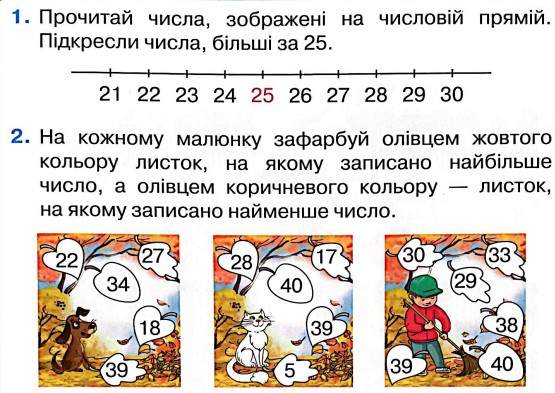 1. Прочитай числа, зображені на числовій прямій.
Підкресли числа, більші за 25.
21 22 23 24 25 26 27 28 29 30
2. На кожному малюнку зафарбуй олівцем жовтого
кольору листок, на якому записано найбільше
число, а олівцем коричневого кольору — листок,
на якому записано найменше число.
22 27
34
18
39
28 17
40
39
5
30 33
29
38
39 40